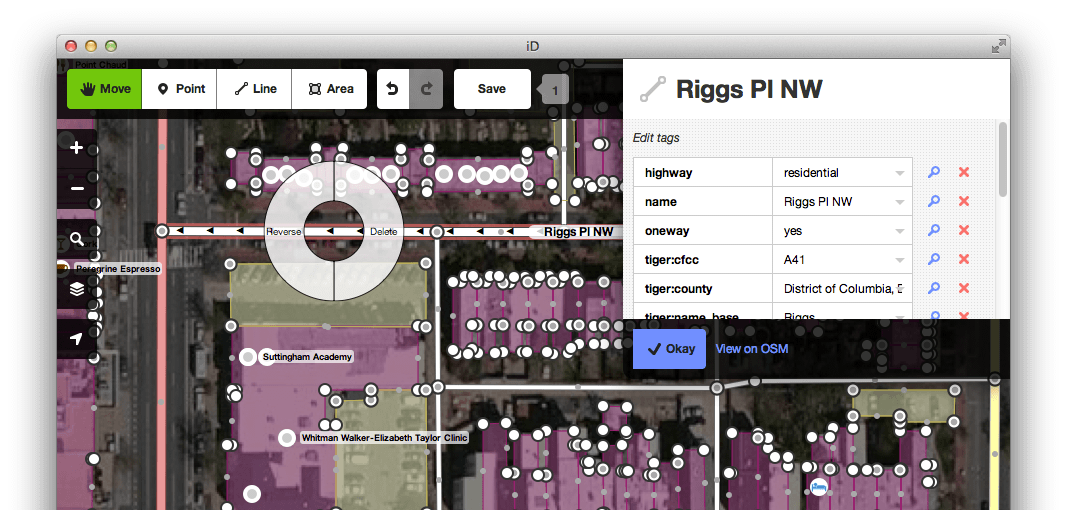 iD
Point Chaud
Move
Point
Line
Area
Save
1
Riggs Pl NW
Edit tags
highway residential
name Riggs Pl NW
oneway yes
tiger:cfcc A41
tiger:county District of Columbia,
tiger:name_base Riggs
Okay
View on OSM
Reverse
Delete
Riggs Pl NW
Peregrine Espresso
Suttingham Academy
Whitman Walker-Elizabeth Taylor Clinic